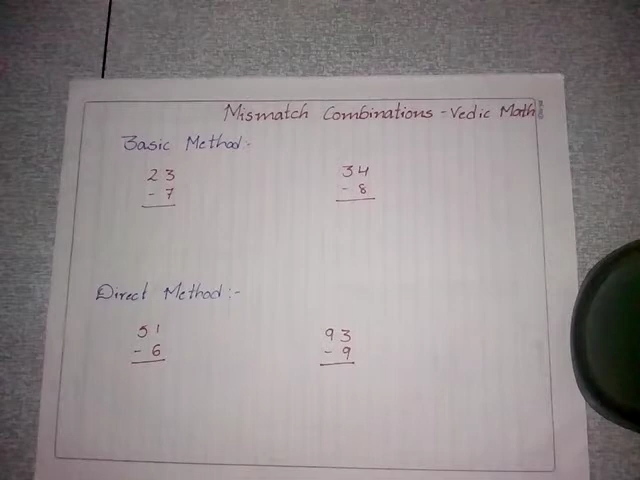 Mismatch Combinations - Vedic Math
Basic Method:-
23 34
- 7 - 8
Direct Method:-
51 93
- 6 - 9